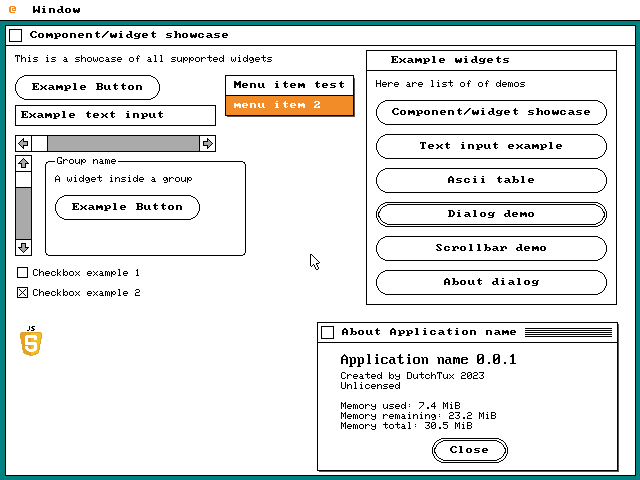 Window
Component/widget showcase
This is a showcase of all supported widgets
Example Button
Example text input
Menu item test
menu item 2
Group name
A widget inside a group
Example Button
Checkbox example 1
Checkbox example 2
JS
5
Example widgets
Here are list of of demos
Component/widget showcase
Text input example
Ascii table
Dialog demo
Scrollbar demo
About dialog
About Application name
Application name 0.0.1
Created by DutchTux 2023
Unlicensed
Memory used: 7.4 MiB
Memory remaining: 23.2 MiB
Memory total: 30.5 MiB
Close